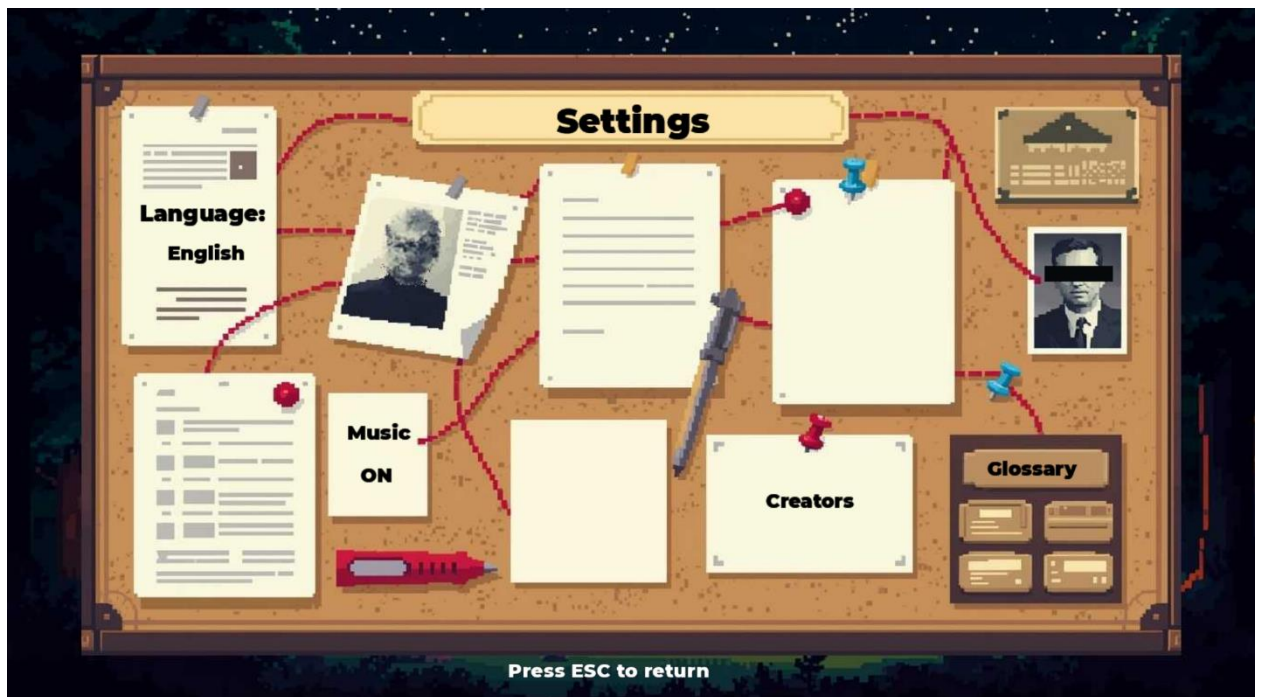 Settings
Language:
English
Music
ON
Creators
Glossary
Press ESC to return